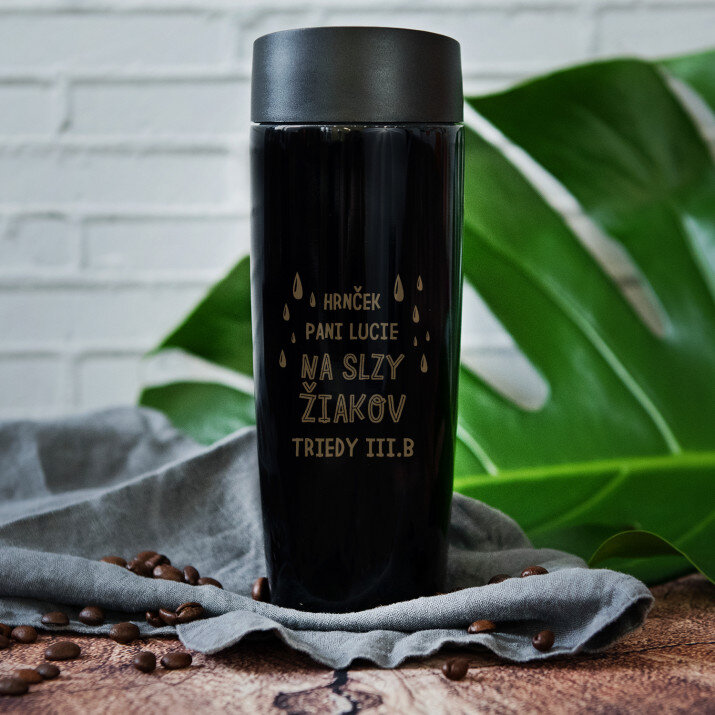 HRNČEK
PANI LUCIE
NA SLZY
ŽIAKOV
TRIEDY III.B